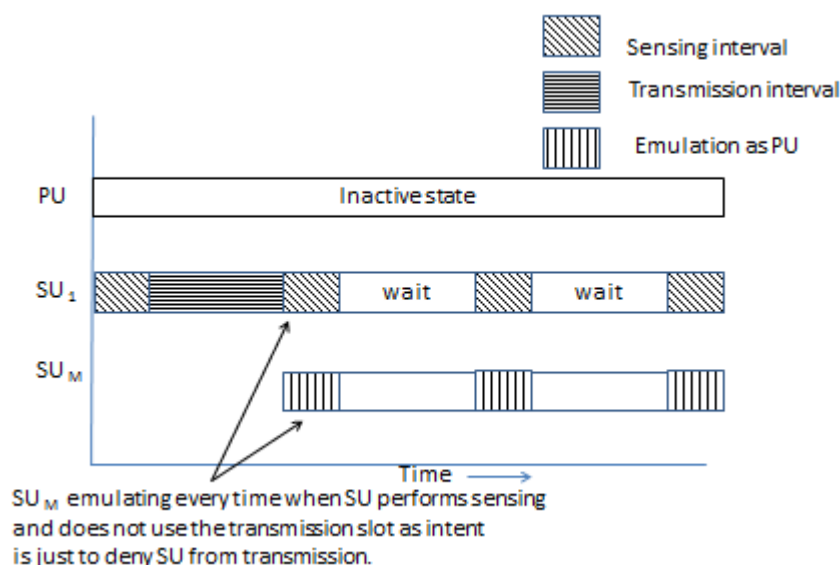 Sensing interval
Transmission interval
Emulation as PU
PU
Inactive state
SU 1
wait
wait
SU M
Time
SU M emulating every time when SU performs sensing
and does not use the transmission slot as intent
is just to deny SU from transmission.